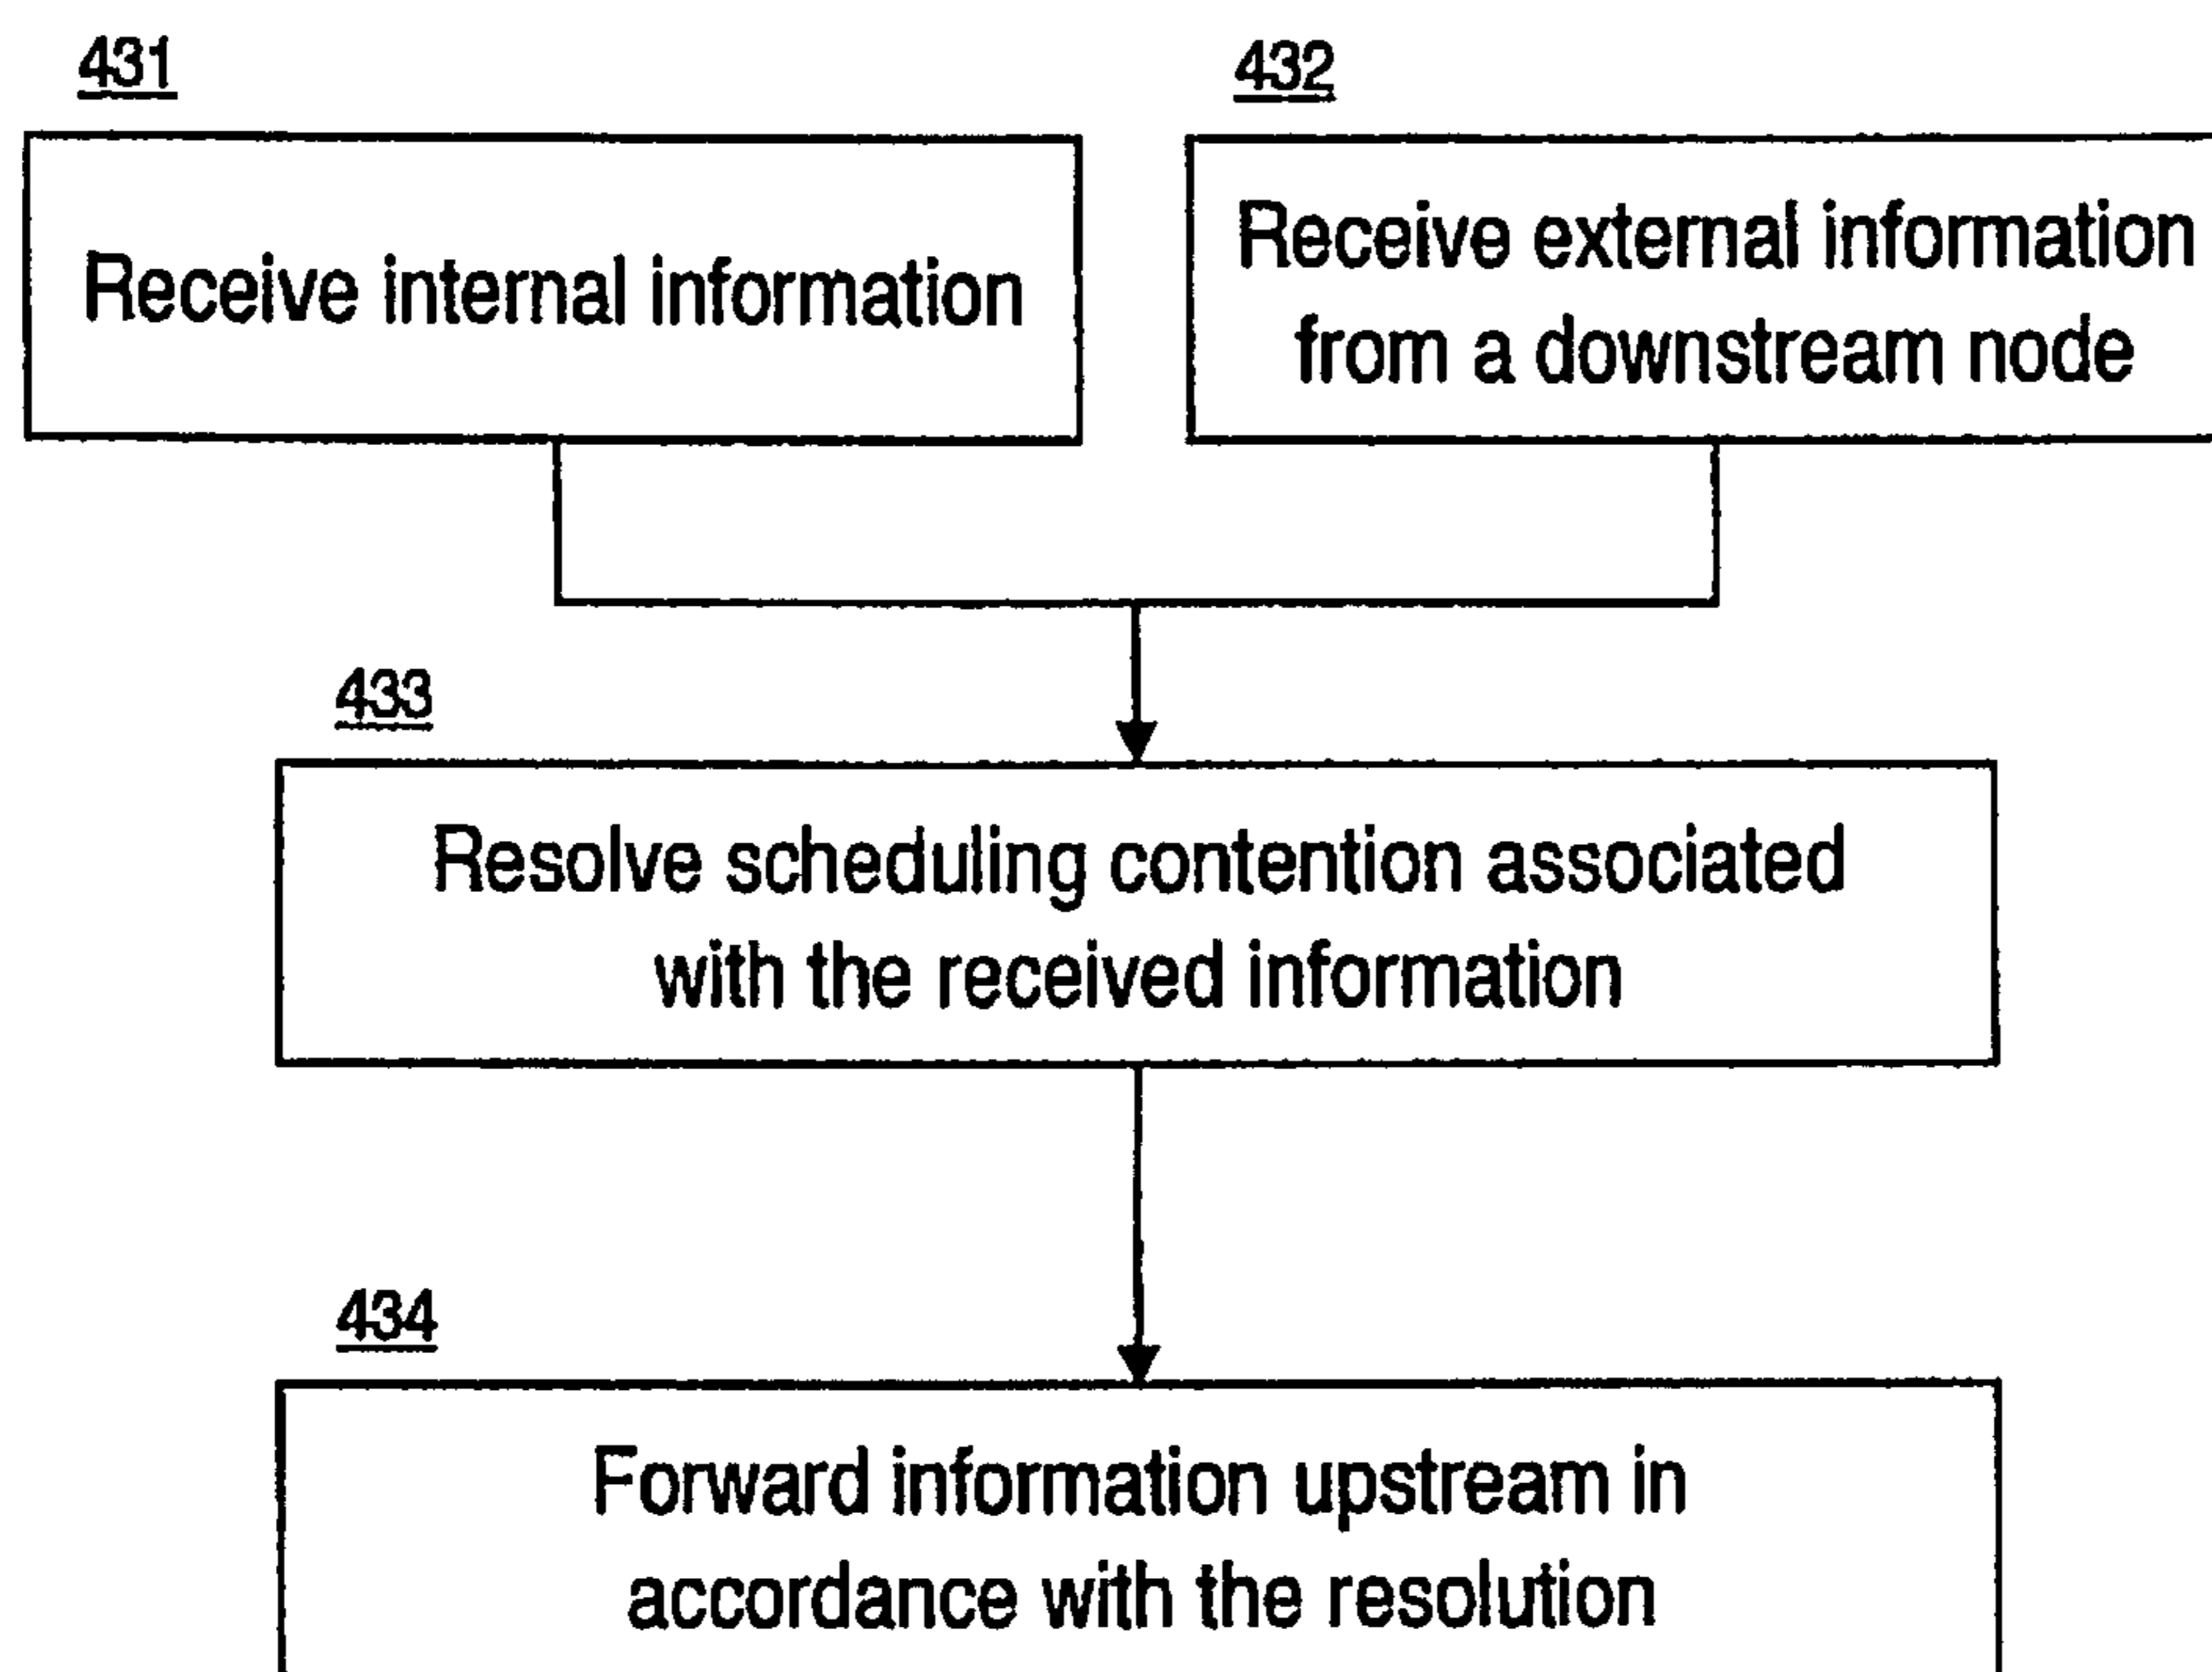 431
Receive internal information
432
Receive external information
from a downstream node
433
Resolve scheduling contention associated
with the received information
434
Forward information upstream in
accordance with the resolution